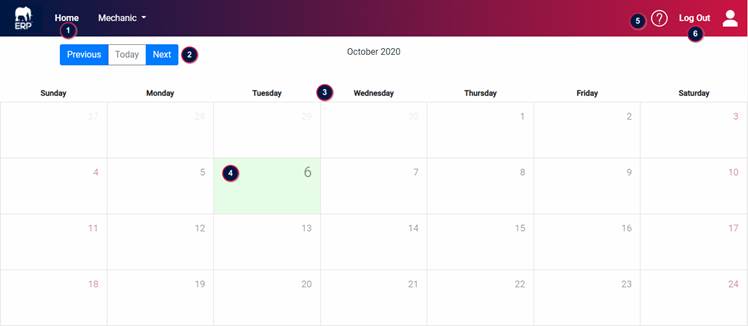 ERP
Home
Mechanic
5
Log Out
1
6
Previous Today Next
2
October 2020
3
Sunday Monday Tuesday Wednesday Thursday Friday Saturday
27 28 29 30 1 2 3
4 5 4 6 7 8 9 10
11 12 13 14 15 16 17
18 19 20 21 22 23 24